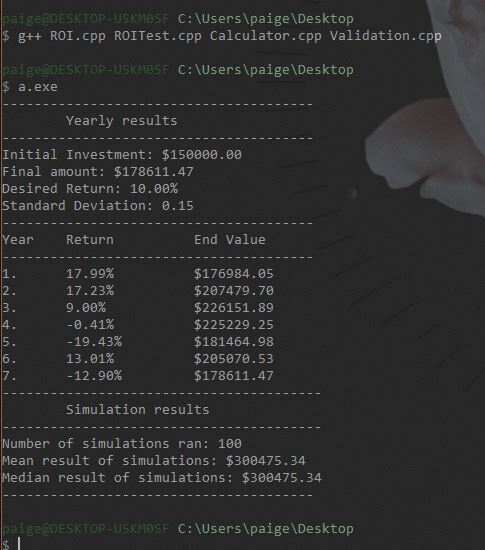 paige@DESKTOP-U5KM0SF C:\Users\paige\Desktop
$ g++ ROI.cpp ROITest.cpp Calculator.cpp Validation.cpp
paige@DESKTOP-U5KM0SF C:\Users\paige\Desktop
$ a.exe
---------------------------------------
Yearly results
---------------------------------------
Initial Investment: $150000.00
Final amount: $178611.47
Desired Return: 10.00%
Standard Deviation: 0.15
---------------------------------------
Year Return End Value
---------------------------------------
1. 17.99% $176984.05
2. 17.23% $207479.70
3. 9.00% $226151.89
4. -0.41% $225229.25
5. -19.43% $181464.98
6. 13.01% $205070.53
7. -12.90% $178611.47
----------------------------------------
Simulation results
----------------------------------------
Number of simulations ran: 100
Mean result of simulations: $300475.34
Median result of simulations: $300475.34
---------------------------------------
paige@DESKTOP-U5KM0SF C:\Users\paige\Desktop
$